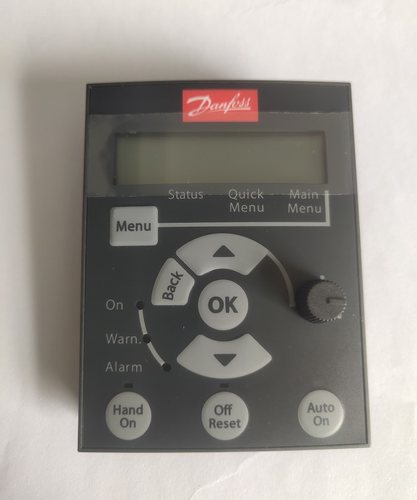 Danfoss
Status Quick Menu Main Menu
Menu
Back
OK
On
Warn.
Alarm
Hand On
Off Reset
Auto On